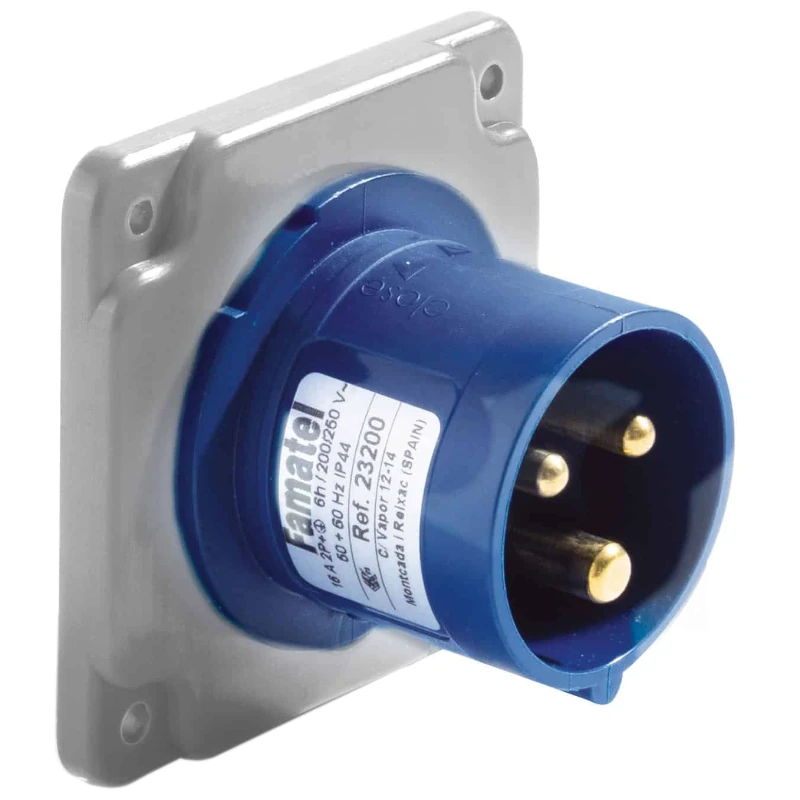 close
Famatel
16 A 2P+⏚ 6h / 200/250 V~
50 + 60 Hz IP44
Ref. 23200
C/ Vapor 12-14
Montcada i Reixac (SPAIN)